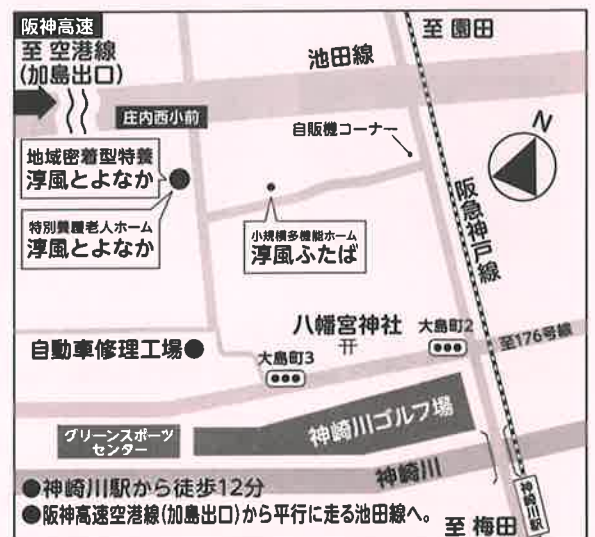 阪神高速
至 空港線
(加島出口)
池田線
至 園田
庄内西小前
自販機コーナー
N
地域密着型特養
淳風とよなか
特別養護老人ホーム
淳風とよなか
小規模多機能ホーム
淳風ふたば
阪急神戸線
八幡宮神社
大島町2
至176号線
自動車修理工場●
大島町3
グリーンスポーツ
センター
神崎川ゴルフ場
神崎川
神崎川駅
●神崎川駅から徒歩12分
●阪神高速空港線(加島出口)から平行に走る池田線へ。
至 梅田